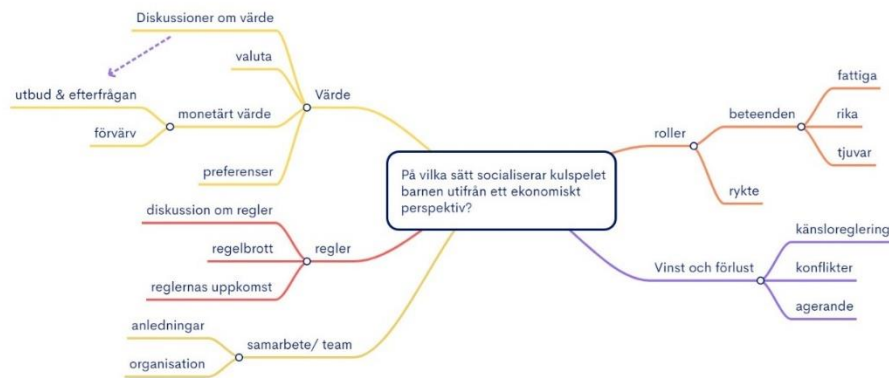 Diskussioner om värde
valuta
utbud & efterfrågan
monetärt värde
Värde
förvärv
preferenser
diskussion om regler
regelbrott
regler
reglernas uppkomst
anledningar
samarbete/ team
organisation
På vilka sätt socialiserar kulspelet
barnen utifrån ett ekonomiskt
perspektiv?
fattiga
beteenden
rika
roller
tjuvar
rykte
känsloreglering
Vinst och förlust
konflikter
agerande